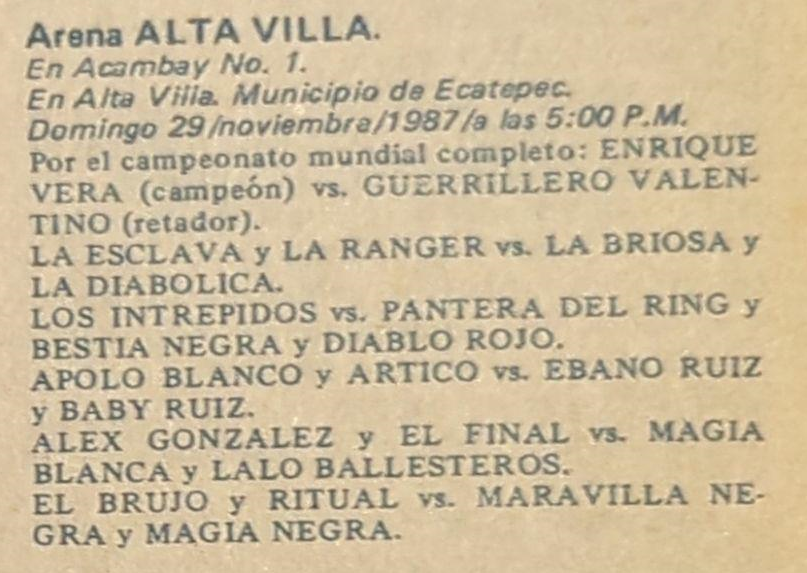 Arena ALTA VILLA.
En Acambay No. 1.
En Alta Villa. Municipio de Ecatepec.
Domingo 29/noviembre/1987/a las 5:00 P.M.
Por el campeonato mundial completo: ENRIQUE
VERA (campeón) vs. GUERRILLERO VALEN-
TINO (retador).
LA ESCLAVA y LA RANGER vs. LA BRIOSA y
LA DIABOLICA.
LOS INTREPIDOS vs. PANTERA DEL RING y
BESTIA NEGRA y DIABLO ROJO.
APOLO BLANCO y ARTICO vs. EBANO RUIZ
y BABY RUIZ.
ALEX GONZALEZ y EL FINAL vs. MAGIA
BLANCA y LALO BALLESTEROS.
EL BRUJO y RITUAL vs. MARAVILLA NE-
GRA y MAGIA NEGRA.